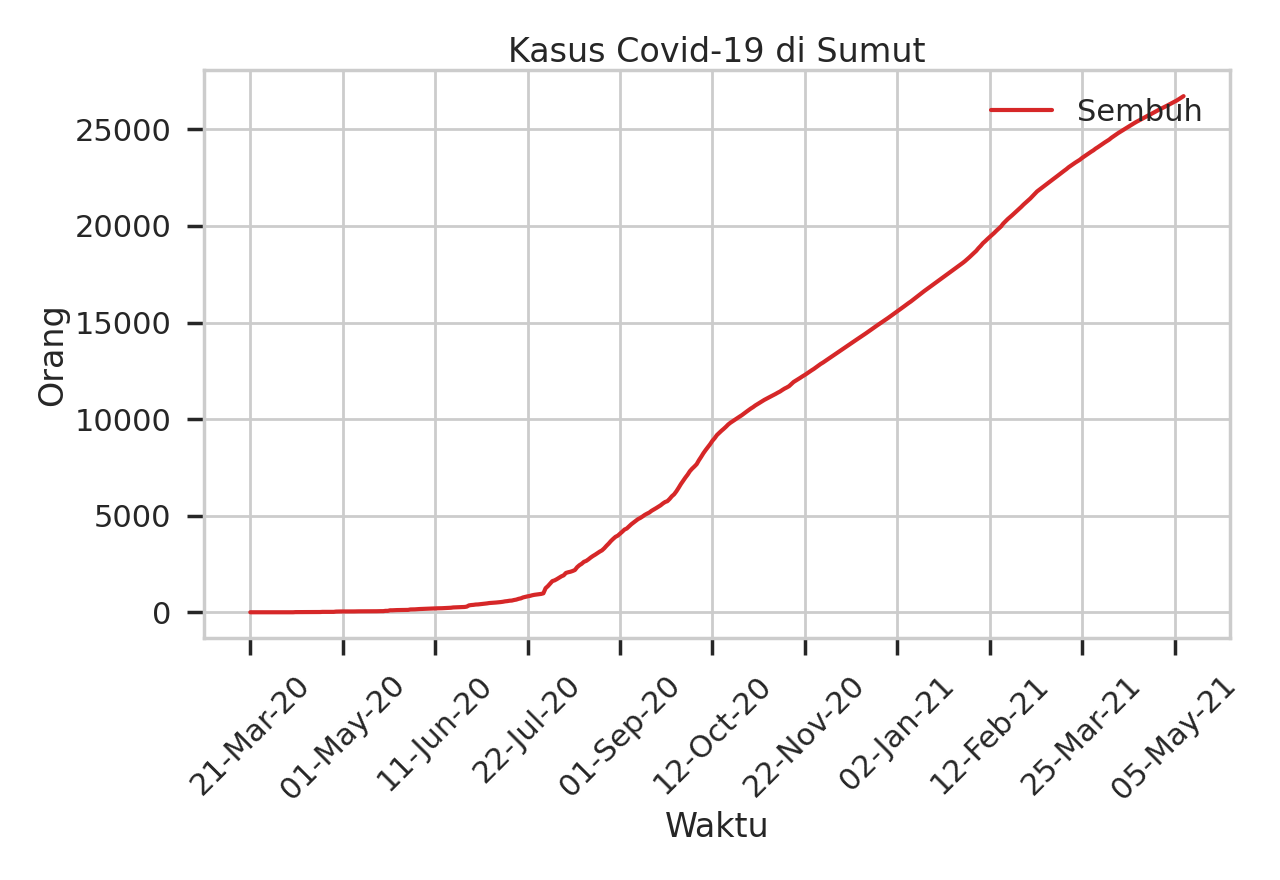 Kasus Covid-19 di Sumut
Sembuh
Orang
25000
20000
15000
10000
5000
0
21-Mar-20
01-May-20
11-Jun-20
22-Jul-20
01-Sep-20
12-Oct-20
22-Nov-20
02-Jan-21
12-Feb-21
25-Mar-21
05-May-21
Waktu